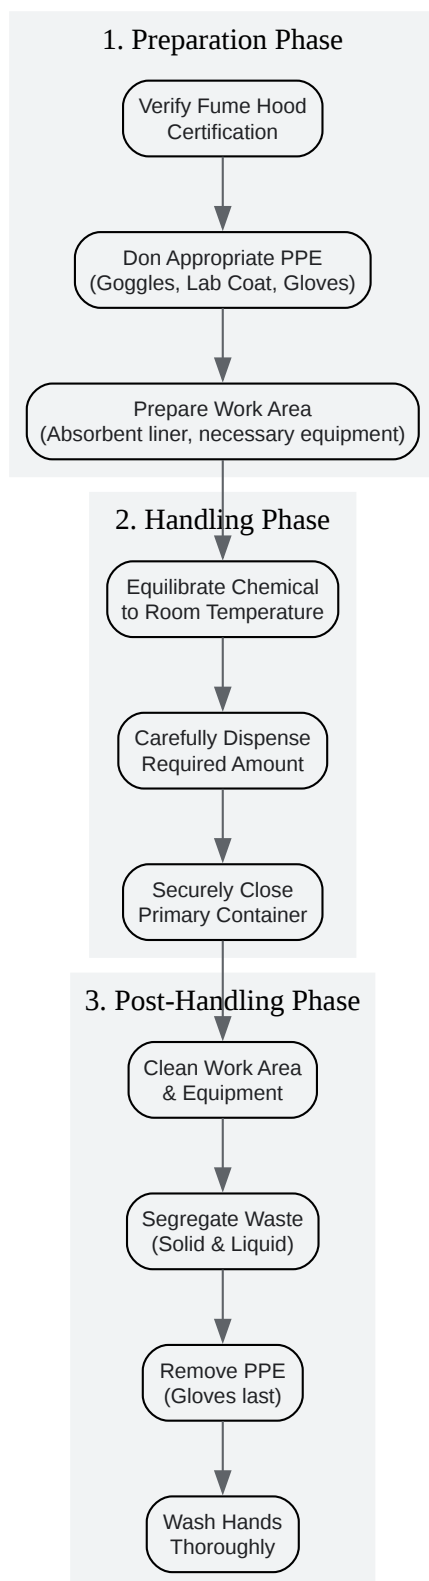 1. Preparation Phase
Verify Fume Hood
Certification
Don Appropriate PPE
(Goggles, Lab Coat, Gloves)
Prepare Work Area
(Absorbent liner, necessary equipment)
2. Handling Phase
Equilibrate Chemical
to Room Temperature
Carefully Dispense
Required Amount
Securely Close
Primary Container
3. Post-Handling Phase
Clean Work Area
& Equipment
Segregate Waste
(Solid & Liquid)
Remove PPE
(Gloves last)
Wash Hands
Thoroughly